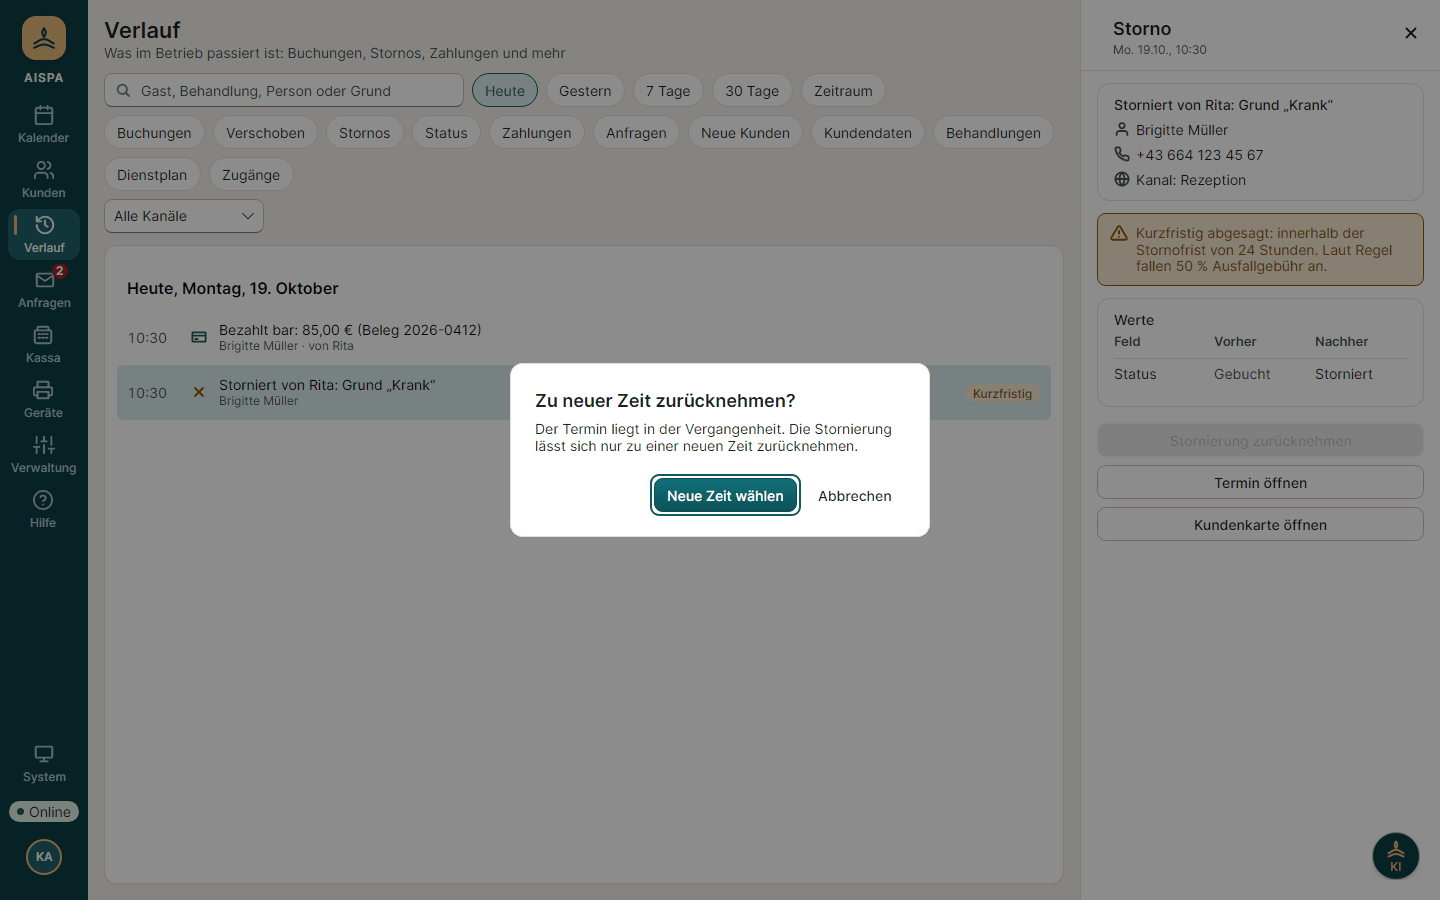 AISPA
Kalender
Kunden
Verlauf
2
Anfragen
Kassa
Geräte
Verwaltung
Hilfe
System
Online
KA
Verlauf
Was im Betrieb passiert ist: Buchungen, Stornos, Zahlungen und mehr
Gast, Behandlung, Person oder Grund
Heute
Gestern
7 Tage
30 Tage
Zeitraum
Buchungen
Verschoben
Stornos
Status
Zahlungen
Anfragen
Neue Kunden
Kundendaten
Behandlungen
Dienstplan
Zugänge
Alle Kanäle
Heute, Montag, 19. Oktober
10:30
Bezahlt bar: 85,00 € (Beleg 2026-0412)
Brigitte Müller · von Rita
10:30
Storniert von Rita: Grund „Krank“
Brigitte Müller
Kurzfristig
Zu neuer Zeit zurücknehmen?
Der Termin liegt in der Vergangenheit. Die Stornierung
lässt sich nur zu einer neuen Zeit zurücknehmen.
Neue Zeit wählen
Abbrechen
Storno
Mo. 19.10., 10:30
Storniert von Rita: Grund „Krank“
Brigitte Müller
+43 664 123 45 67
Kanal: Rezeption
Kurzfristig abgesagt: innerhalb der
Stornofrist von 24 Stunden. Laut Regel
fallen 50 % Ausfallgebühr an.
Werte
Feld Vorher Nachher
Status Gebucht Storniert
Stornierung zurücknehmen
Termin öffnen
Kundenkarte öffnen
KI